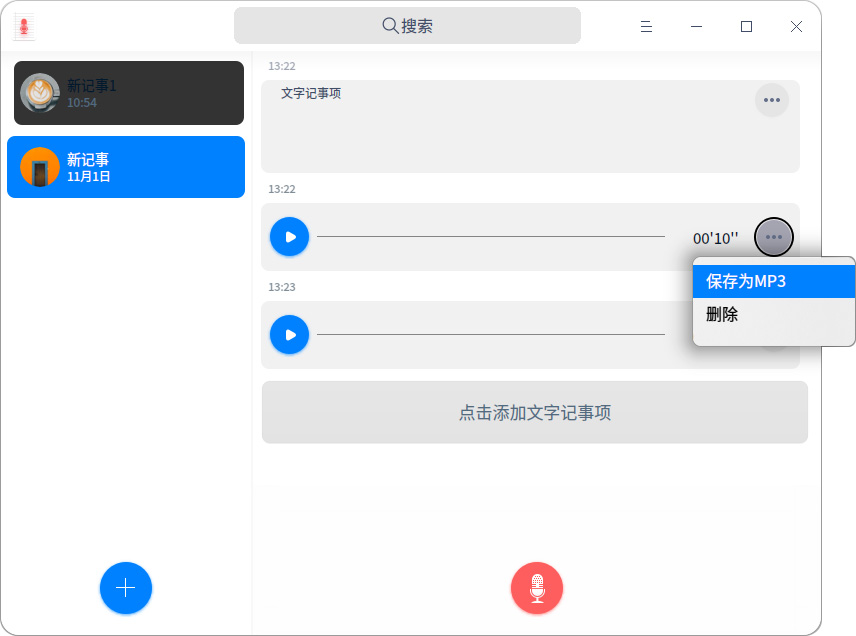 搜索
新记事1
10:54
新记事
11月1日
13:22
文字记事项
13:22
00'10''
保存为MP3
删除
13:23
点击添加文字记事项